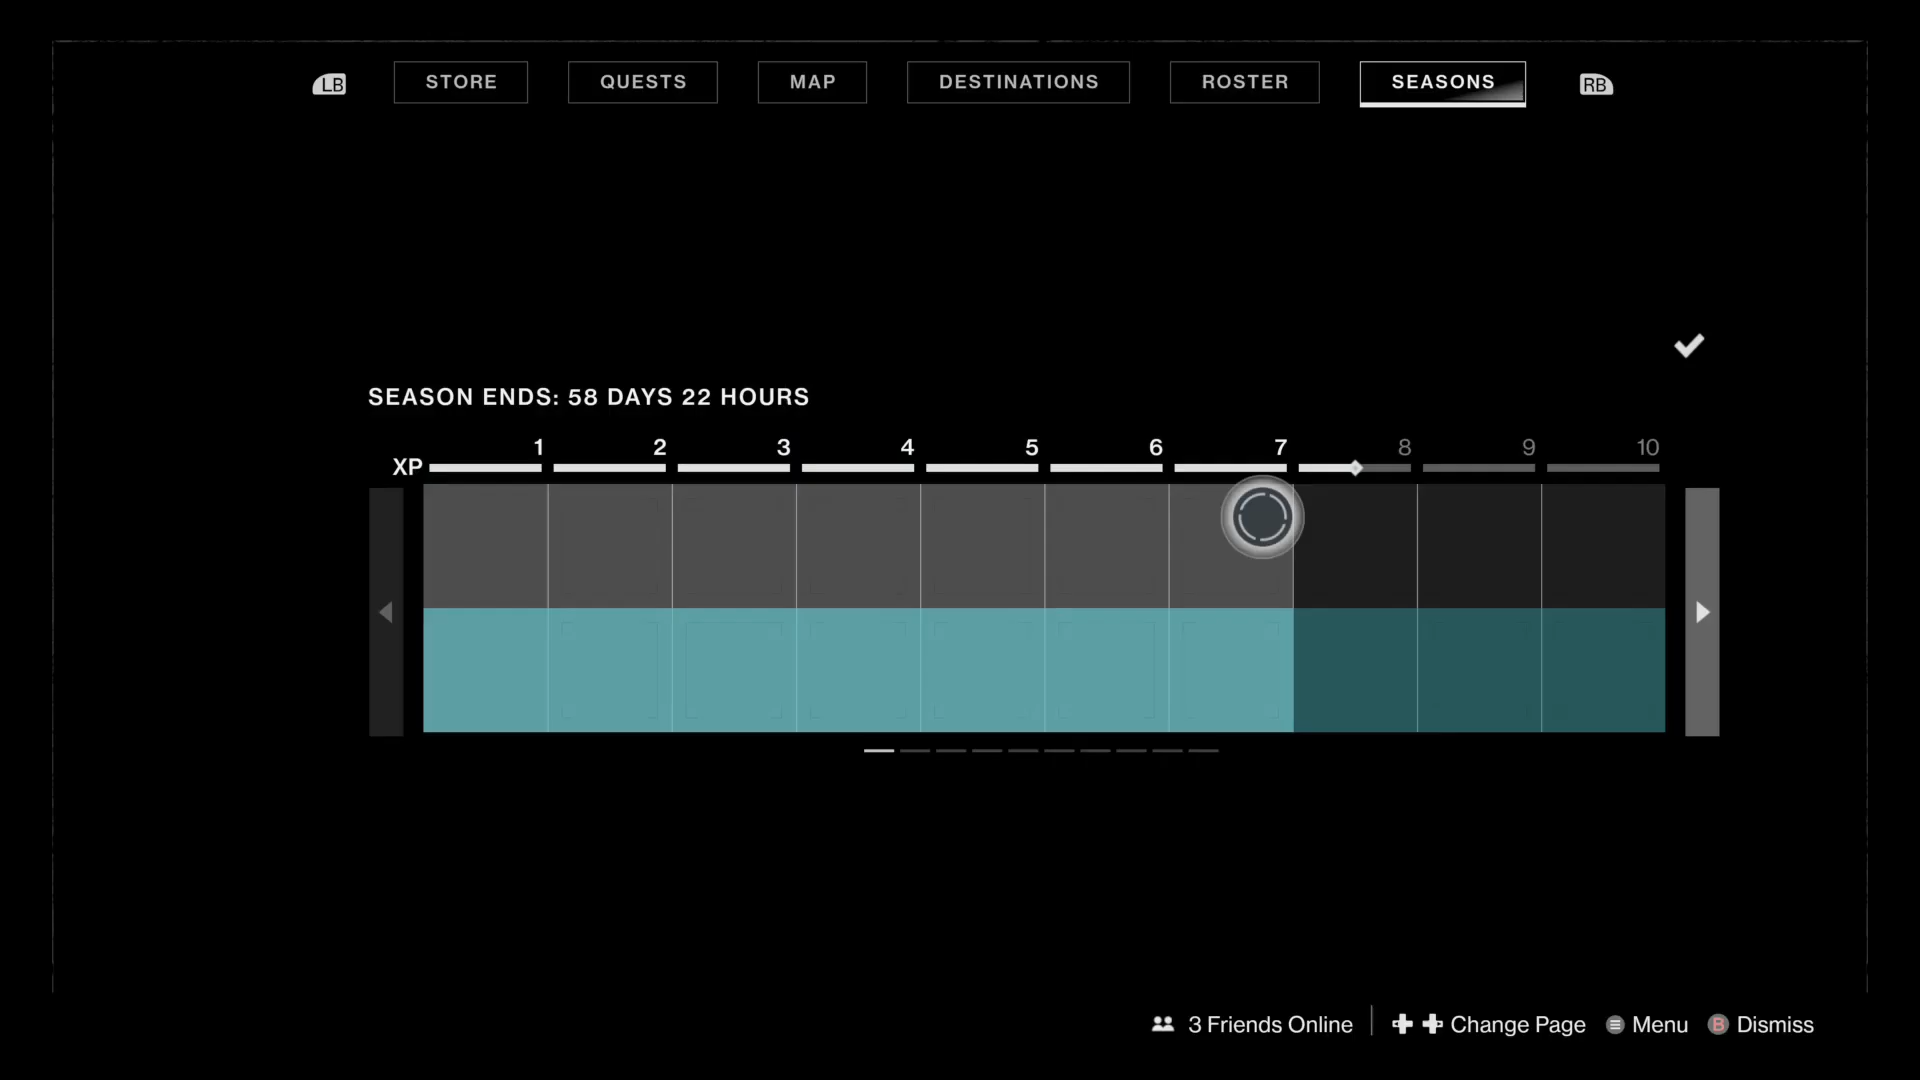 LB STORE QUESTS MAP DESTINATIONS ROSTER SEASONS RB
SEASON ENDS: 58 DAYS 22 HOURS
1 2 3 4 5 6 7 8 9 10
XP
3 Friends Online Change Page Menu B Dismiss